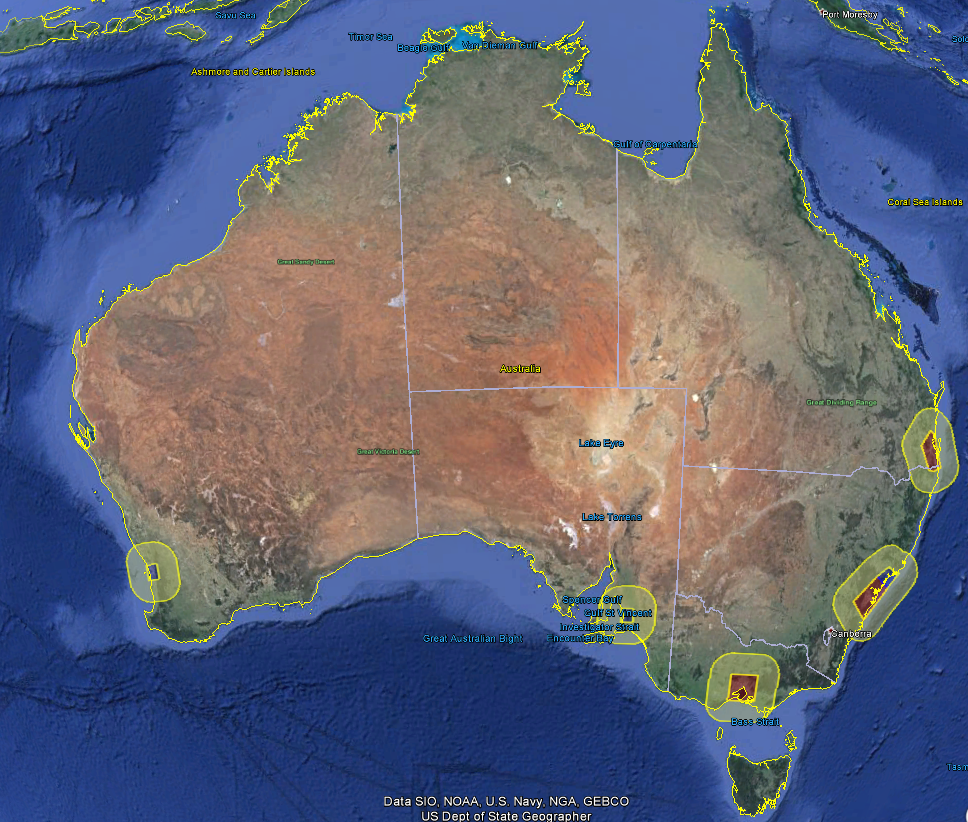 Savu Sea
Port Moresby
Timor Sea
Beagle Gulf
Van Diemen Gulf
Ashmore and Cartier Islands
Gulf of Carpentaria
Coral Sea Islands
Great Sandy Desert
Australia
Great Dividing Range
Lake Eyre
Great Victoria Desert
Lake Torrens
Spencer Gulf
Gulf St Vincent
Investigator Strait
Great Australian Bight
Encounter Bay
Canberra
Bass Strait
Data SIO, NOAA, U.S. Navy, NGA, GEBCO
US Dept of State Geographer